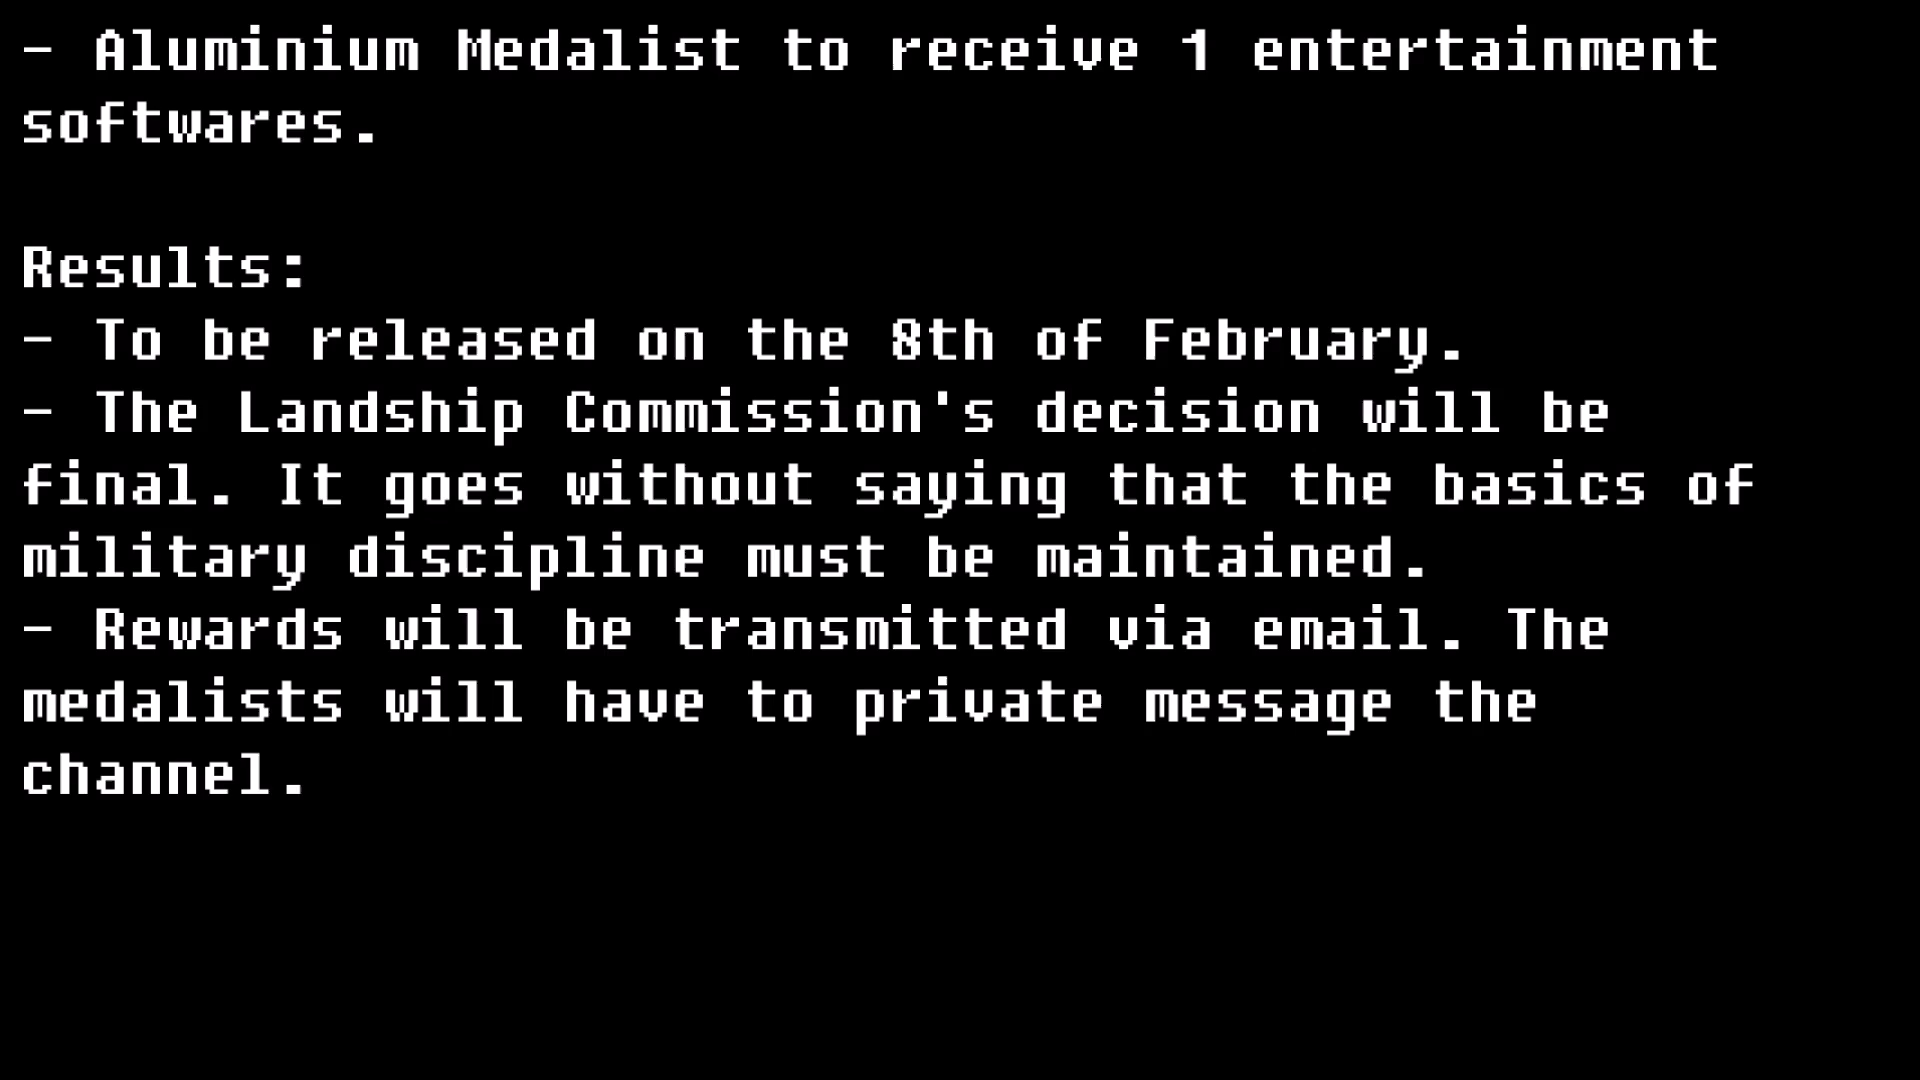 - Aluminium Medalist to receive 1 entertainment
softwares.
Results:
- To be released on the 8th of February.
- The Landship Commission's decision will be
final. It goes without saying that the basics of
military discipline must be maintained.
- Rewards will be transmitted via email. The
medalists will have to private message the
channel.